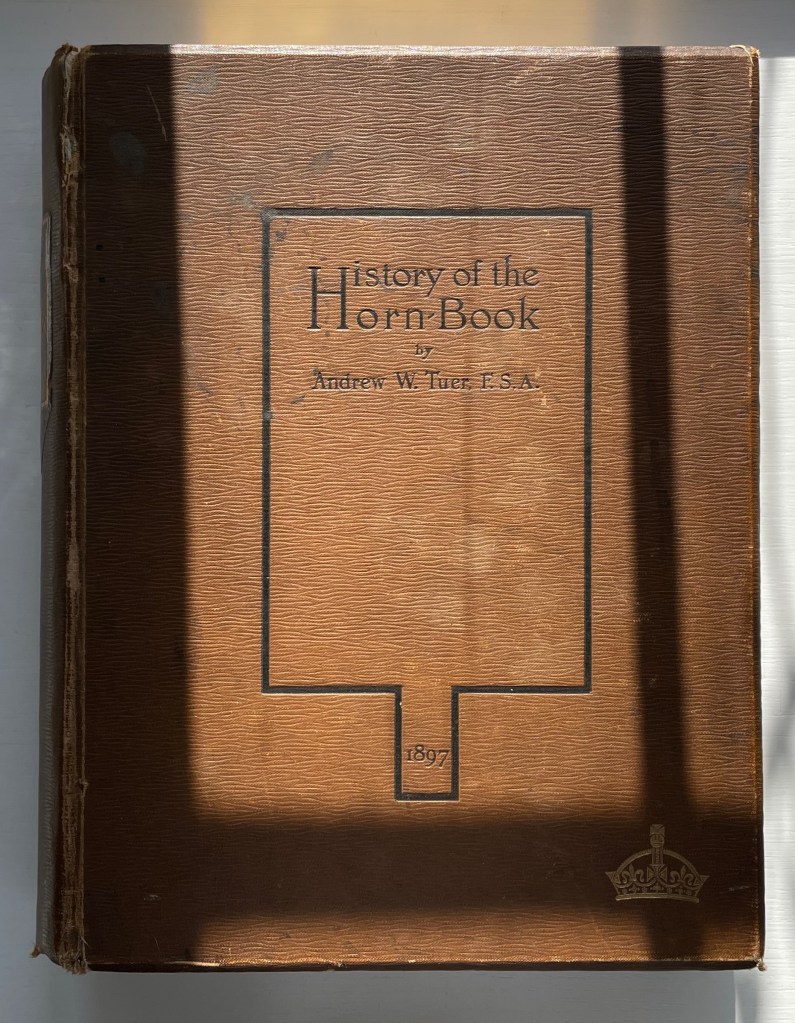 History of the
Horn-Book
by
Andrew W. Tuer, F.S.A.
1897